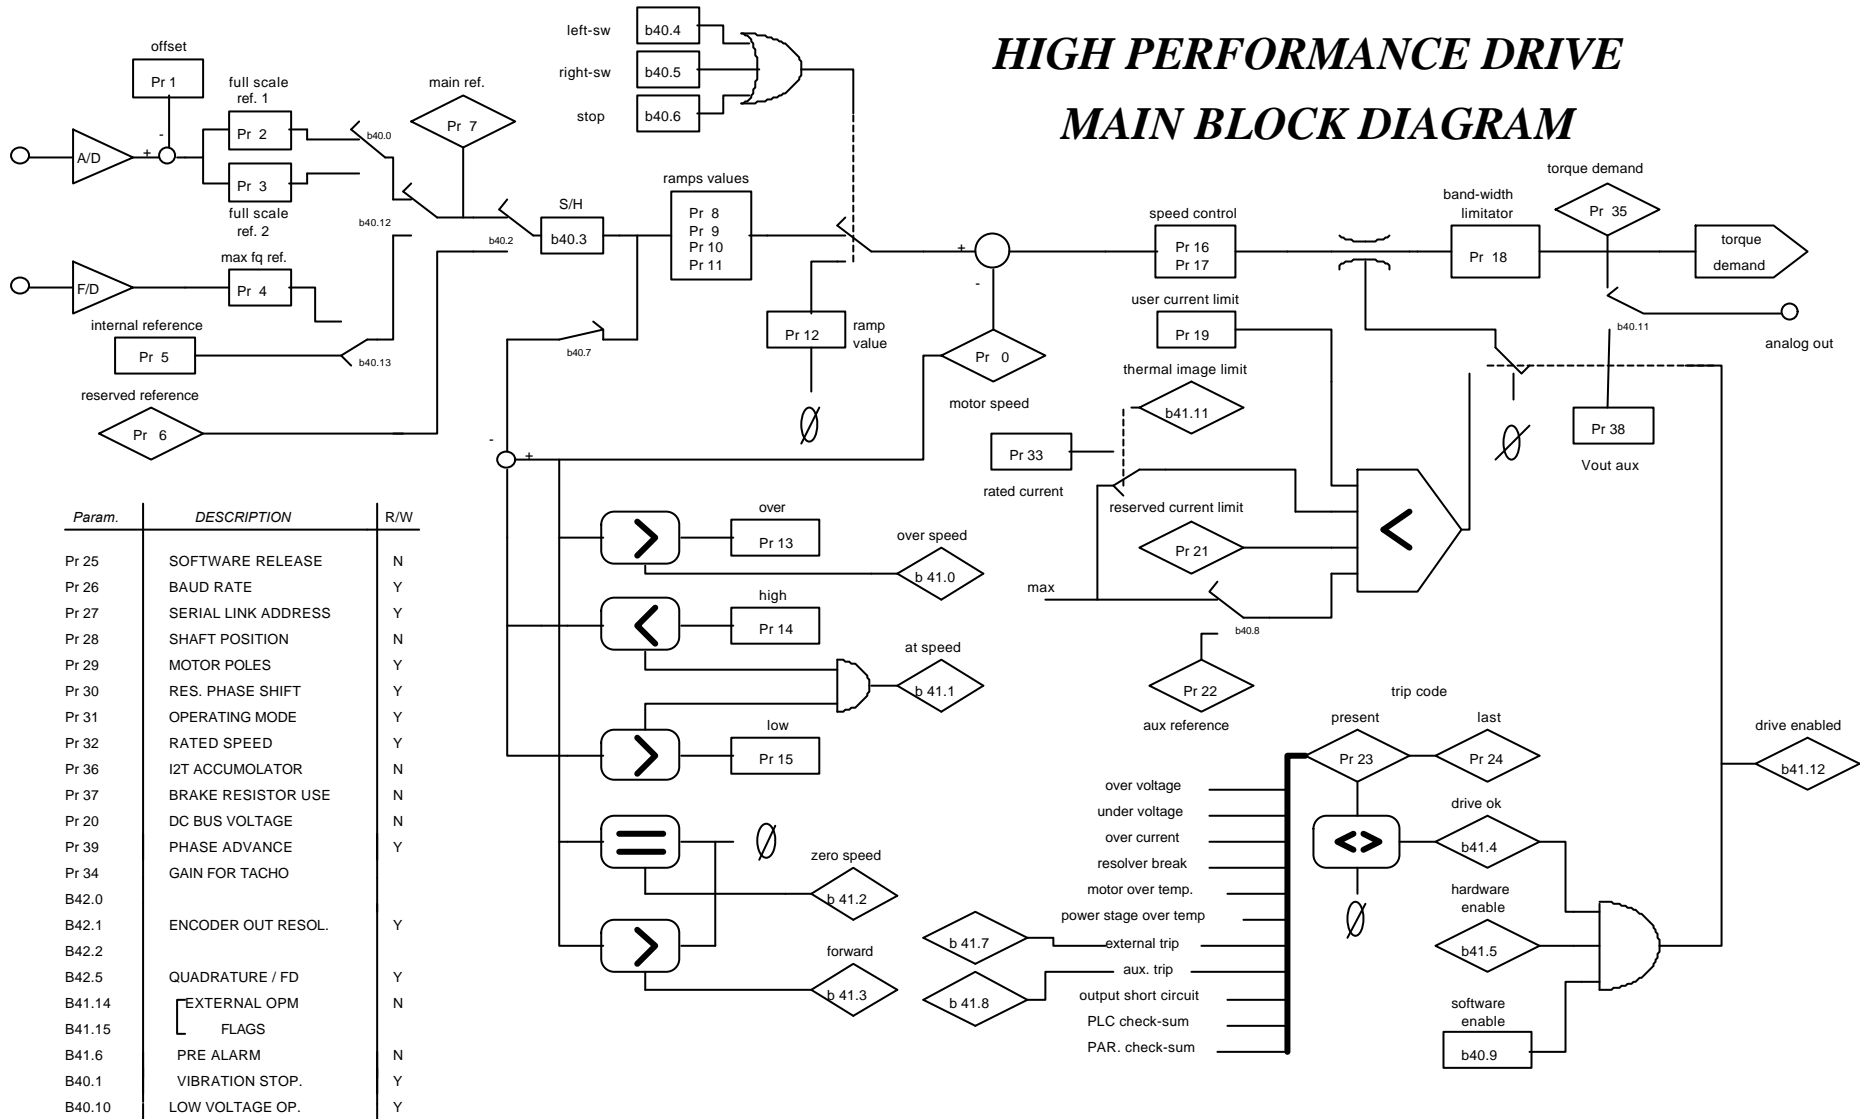 HIGH PERFORMANCE DRIVE
MAIN BLOCK DIAGRAM
left-sw
b40.4
right-sw
b40.5
stop
b40.6
offset
Pr 1
-
full scale
ref. 1
Pr 2
b40.0
main ref.
Pr 7
A/D
+
Pr 3
full scale
ref. 2
b40.12
b40.2
S/H
b40.3
ramps values
Pr 8
Pr 9
Pr 10
Pr 11
max fq ref.
F/D
Pr 4
internal reference
Pr 5
b40.13
reserved reference
Pr 6
b40.7
Pr 12
ramp
value
Ø
+
-
Pr 0
motor speed
speed control
Pr 16
Pr 17
band-width
limitator
Pr 18
torque demand
Pr 35
torque
demand
b40.11
analog out
user current limit
Pr 19
thermal image limit
b41.11
Pr 33
rated current
reserved current limit
Pr 21
max
b40.8
Pr 22
aux reference
<
Ø
Pr 38
Vout aux
-
+
>
over
Pr 13
over speed
b 41.0
<
high
Pr 14
at speed
b 41.1
>
low
Pr 15
=
Ø
zero speed
b 41.2
>
forward
b 41.3
trip code
present
Pr 23
last
Pr 24
drive ok
<>
b41.4
Ø
hardware
enable
b41.5
software
enable
b40.9
drive enabled
b41.12
over voltage
under voltage
over current
resolver break
motor over temp.
power stage over temp
b 41.7
external trip
b 41.8
aux. trip
output short circuit
PLC check-sum
PAR. check-sum
Param. DESCRIPTION R/W
Pr 25 SOFTWARE RELEASE N
Pr 26 BAUD RATE Y
Pr 27 SERIAL LINK ADDRESS Y
Pr 28 SHAFT POSITION N
Pr 29 MOTOR POLES Y
Pr 30 RES. PHASE SHIFT Y
Pr 31 OPERATING MODE Y
Pr 32 RATED SPEED Y
Pr 36 I2T ACCUMOLATOR N
Pr 37 BRAKE RESISTOR USE N
Pr 20 DC BUS VOLTAGE N
Pr 39 PHASE ADVANCE Y
Pr 34 GAIN FOR TACHO
B42.0
B42.1 ENCODER OUT RESOL. Y
B42.2
B42.5 QUADRATURE / FD Y
B41.14 EXTERNAL OPM N
B41.15 FLAGS
B41.6 PRE ALARM N
B40.1 VIBRATION STOP. Y
B40.10 LOW VOLTAGE OP. Y